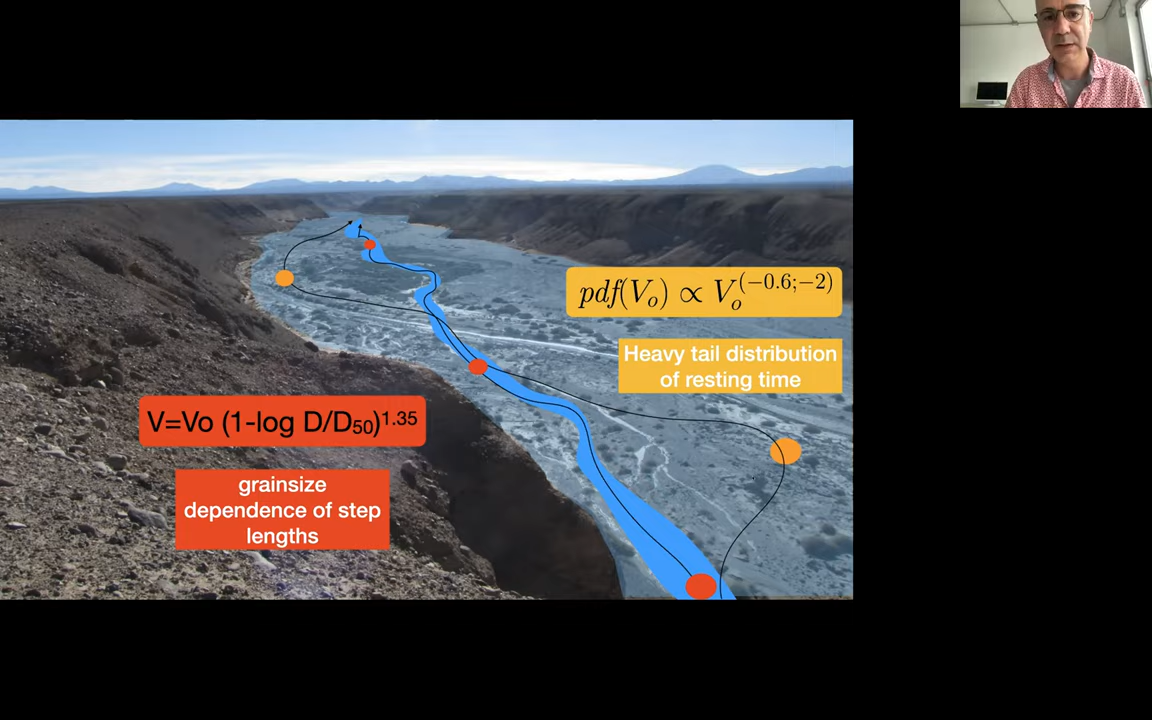 pdf(Vₒ) ∝ Vₒ^(−0.6;−2)
Heavy tail distribution
of resting time
V=Vo (1-log D/D₅₀)¹·³⁵
grainsize
dependence of step
lengths